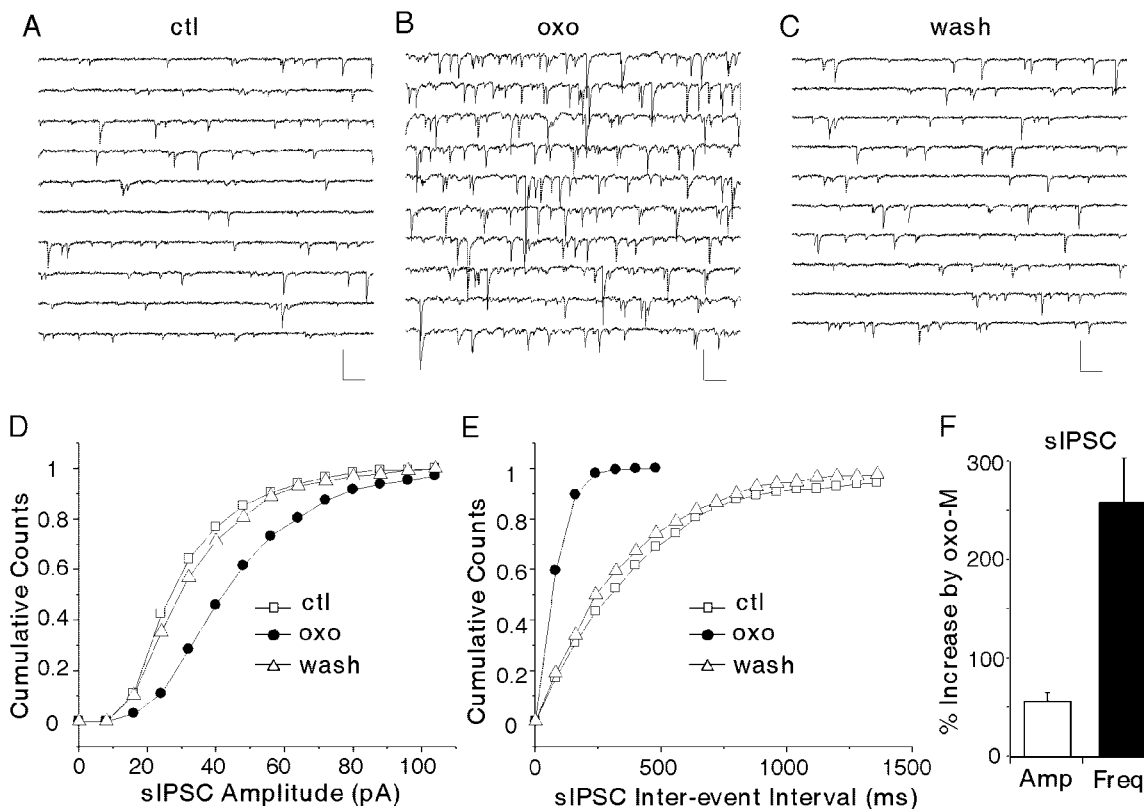 A
ctl
B
oxo
C
wash
D
1
0.8
0.6
0.4
0.2
0
Cumulative Counts
ctl
oxo
wash
0
20
40
60
80
100
sIPSC Amplitude (pA)
E
1
0.8
0.6
0.4
0.2
0
Cumulative Counts
ctl
oxo
wash
0
500
1000
1500
sIPSC Inter-event Interval (ms)
F
sIPSC
300
250
50
0
% Increase by oxo-M
Amp
Freq